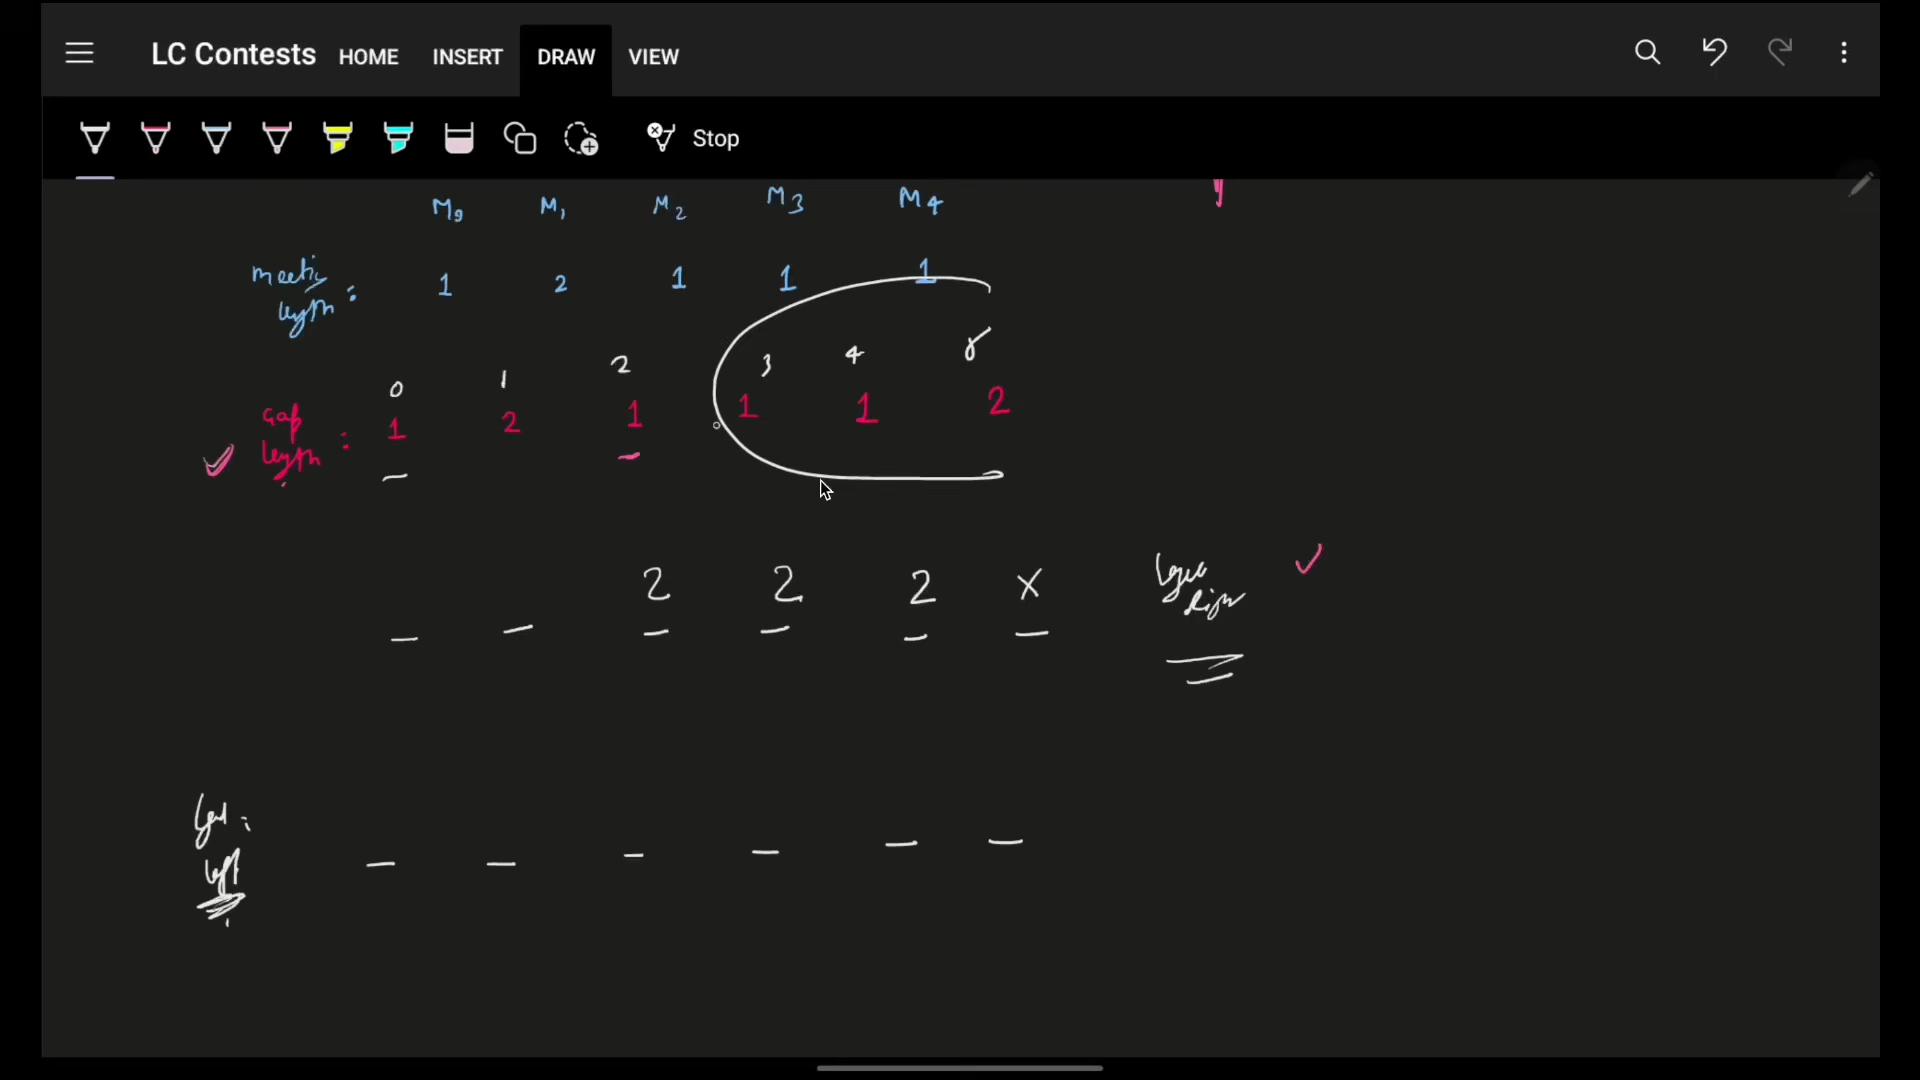 LC Contests HOME INSERT DRAW VIEW
Stop
M0 M1 M2 M3 M4
meeting length : 1 2 1 1 1
0 1 2 3 4
Gap length : 1 2 1 1 1 2
2 2 2 X
left